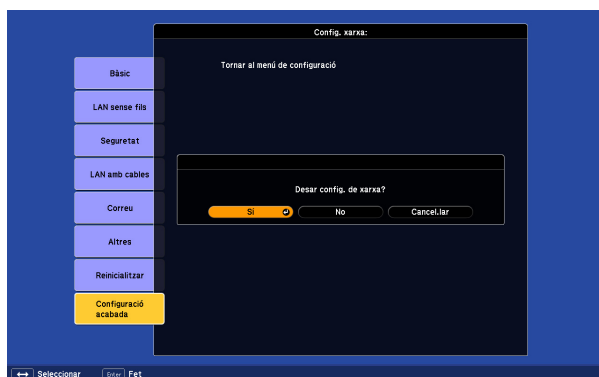 Config. xarxa:
Tornar al menú de configuració
Bàsic
LAN sense fils
Seguretat
LAN amb cables
Correu
Altres
Reinicialitzar
Configuració
acabada
Desar config. de xarxa?
Sí No Cancel.lar
Seleccionar Enter Fet